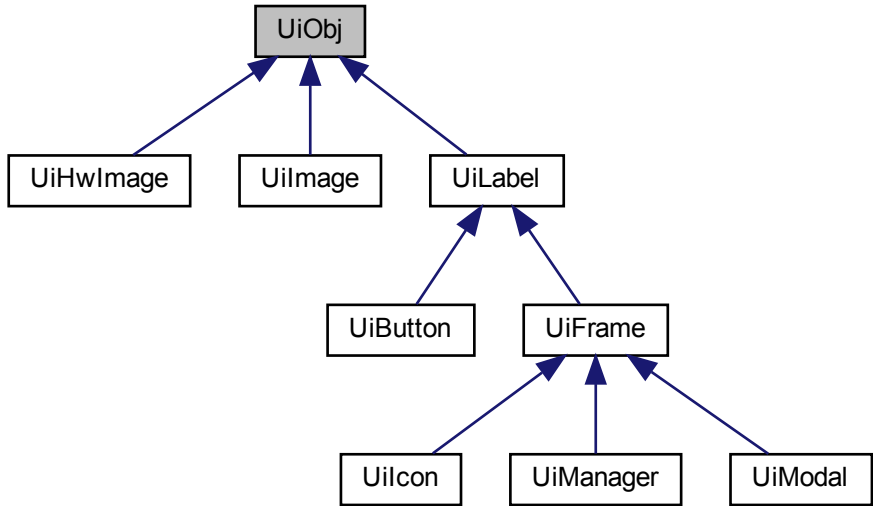 UiObj
UiHwImage
UiImage
UiLabel
UiButton
UiFrame
UiIcon
UiManager
UiModal